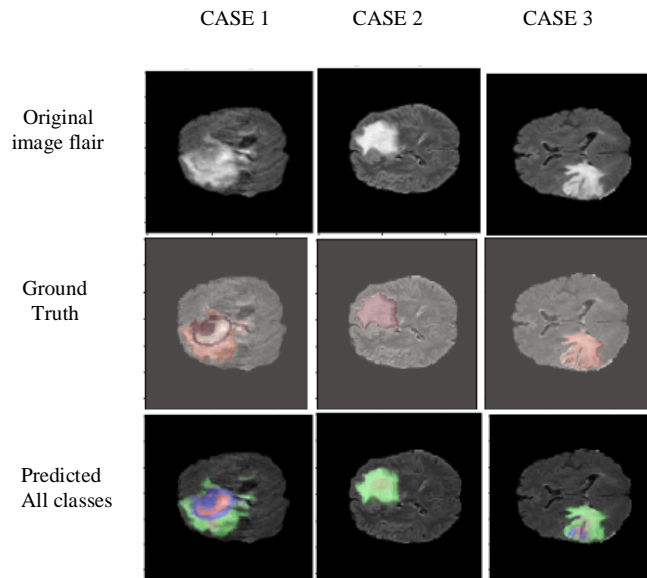 CASE 1 CASE 2 CASE 3
Original
image flair
Ground
Truth
Predicted
All classes